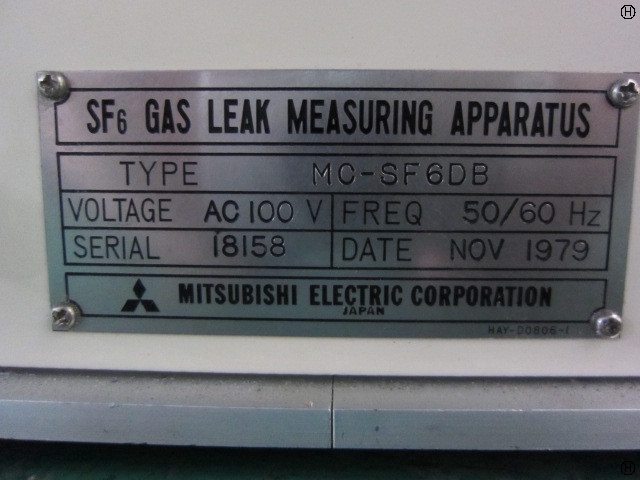 SF6 GAS LEAK MEASURING APPARATUS
TYPE MC-SF6DB
VOLTAGE AC 100 V FREQ 50/60 Hz
SERIAL 18158 DATE NOV 1979
MITSUBISHI ELECTRIC CORPORATION
JAPAN
HAY-D0606-1
H
H